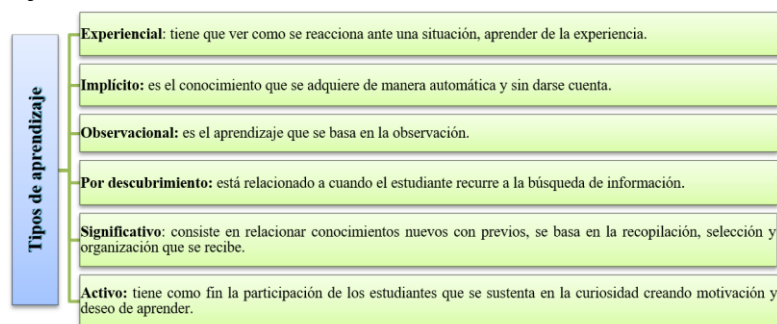 Tipos de aprendizaje
Experiencial: tiene que ver como se reacciona ante una situación, aprender de la experiencia.
Implícito: es el conocimiento que se adquiere de manera automática y sin darse cuenta.
Observacional: es el aprendizaje que se basa en la observación.
Por descubrimiento: está relacionado a cuando el estudiante recurre a la búsqueda de información.
Significativo: consiste en relacionar conocimientos nuevos con previos, se basa en la recopilación, selección y
organización que se recibe.
Activo: tiene como fin la participación de los estudiantes que se sustenta en la curiosidad creando motivación y
deseo de aprender.